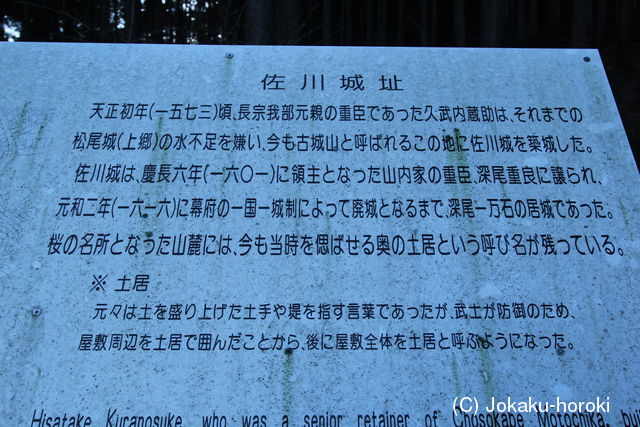 佐川城址
天正初年(一五七三)頃、長宗我部元親の重臣であった久武内蔵助は、それまでの
松尾城(上郷)の水不足を嫌い、今も古城山と呼ばれるこの地に佐川城を築城した。
佐川城は、慶長六年(一六〇一)に領主となった山内家の重臣、深尾重良に譲られ、
元和二年(一六一六)に幕府の一国一城制によって廃城となるまで、深尾一万石の居城であった。
桜の名所となった山麓には、今も当時を偲ばせる奥の土居という呼び名が残っている。
※ 土居
元々は土を盛り上げた土手や堤を指す言葉であったが、武士が防御のため、
屋敷周辺を土居で囲んだことから、後に屋敷全体を土居と呼ぶようになった。
Hisatake Kuranosuke, who was a senior retainer of Chosokabe Motochika, bui
(C) Jokaku-horoki